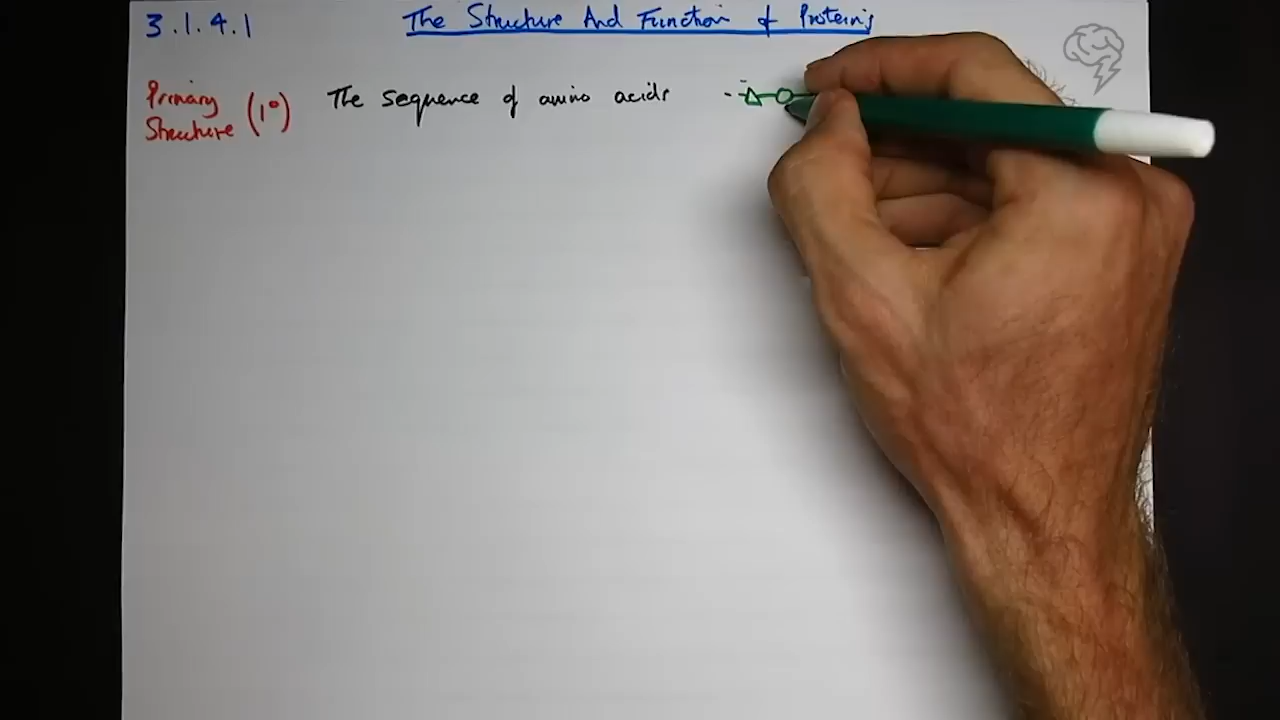 3.1.4.1 The Structure And Function of Proteins
Primary The sequence of amino acids
Structure (1°)